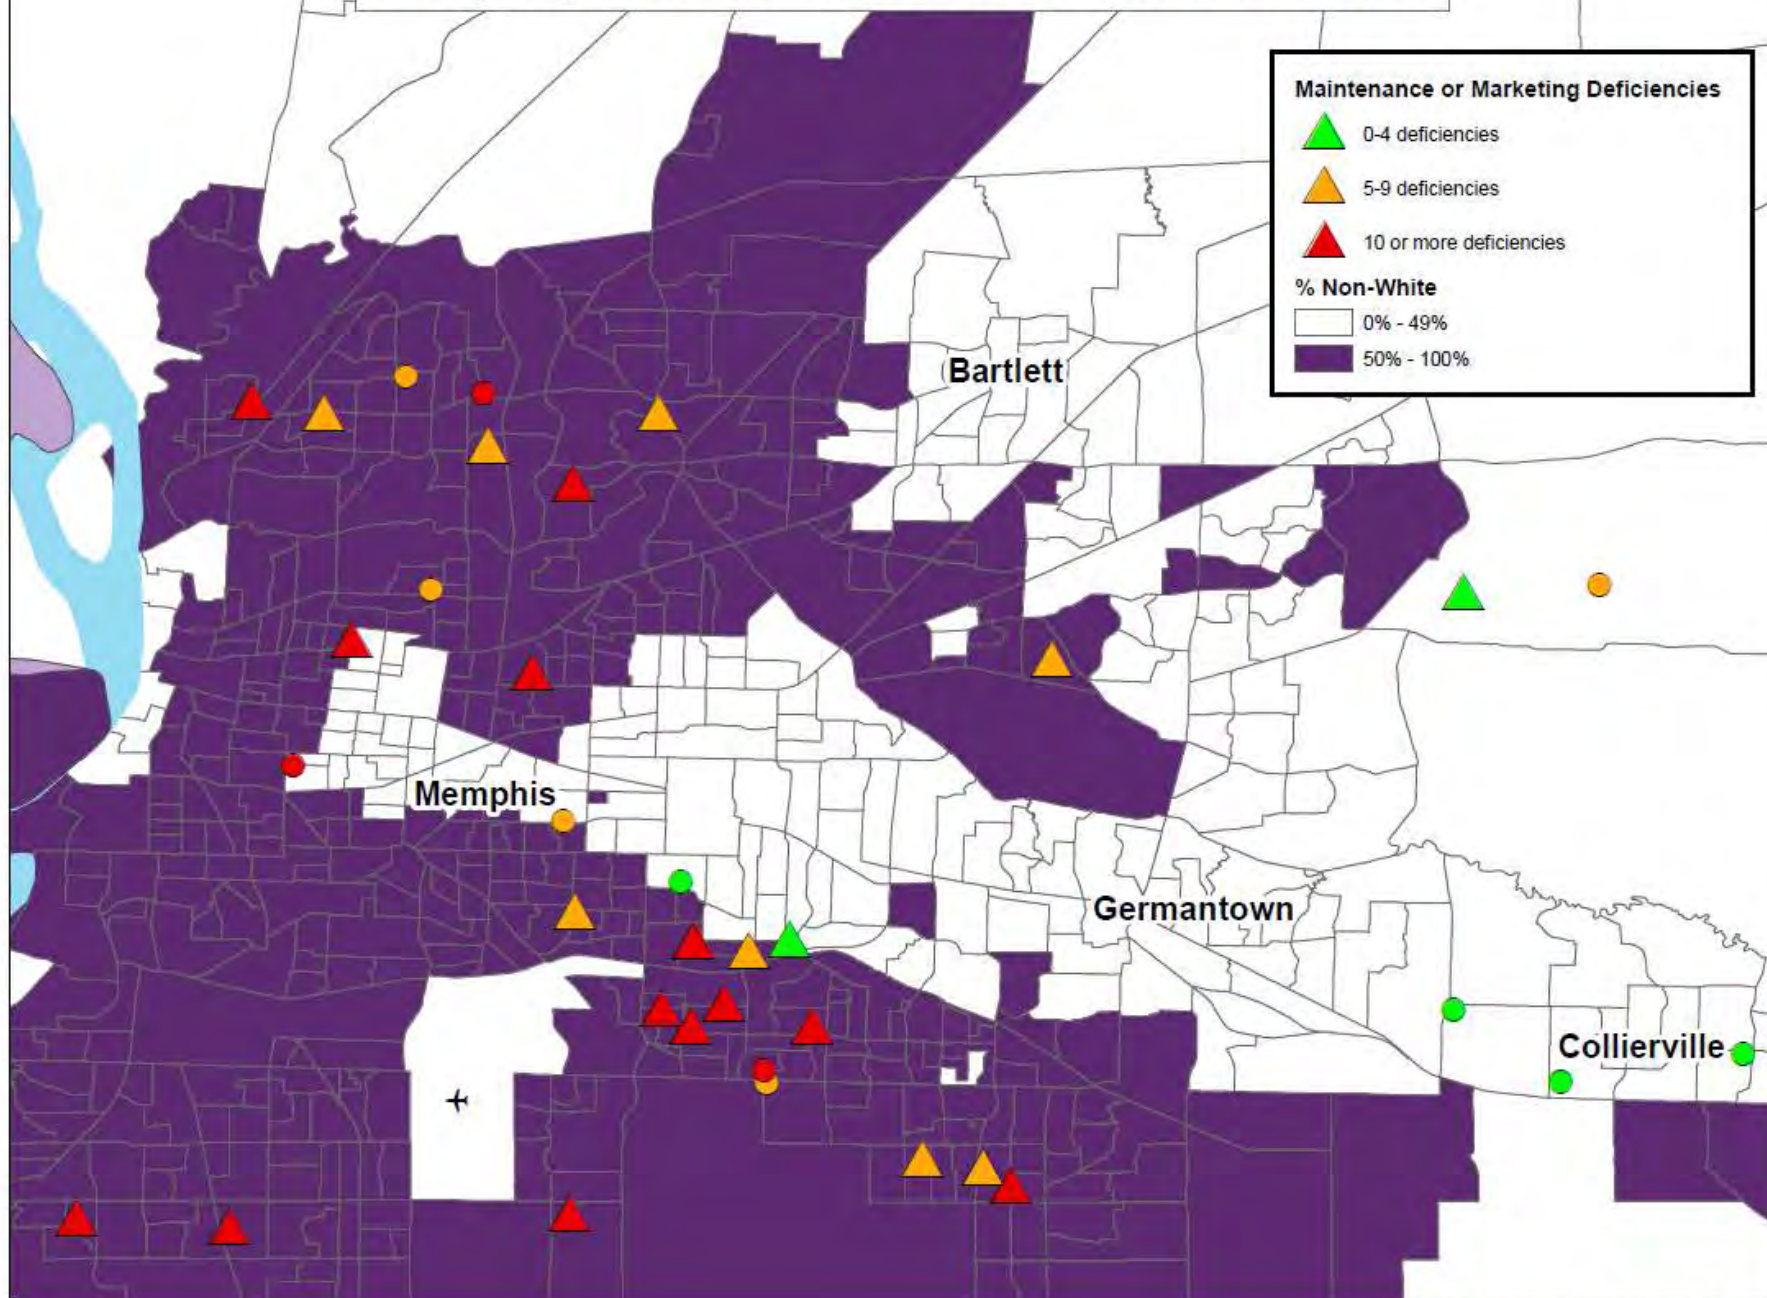 Maintenance or Marketing Deficiencies
0-4 deficiencies
5-9 deficiencies
10 or more deficiencies
% Non-White
0% - 49%
50% - 100%
Bartlett
Memphis
Germantown
Collierville